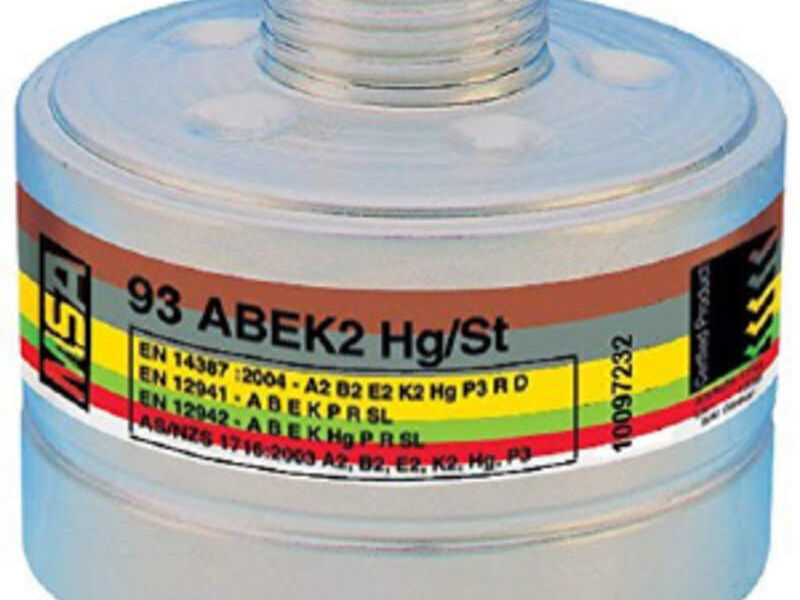 MSA
93 ABEK2 Hg/St
EN 14387 :2004 - A2 B2 E2 K2 Hg P3 R D
EN 12941 - A B E K P R SL
EN 12942 - A B E K Hg P R SL
AS/NZS 1716:2003 A2, B2, E2, K2, Hg, P3
10097232
Certified Product